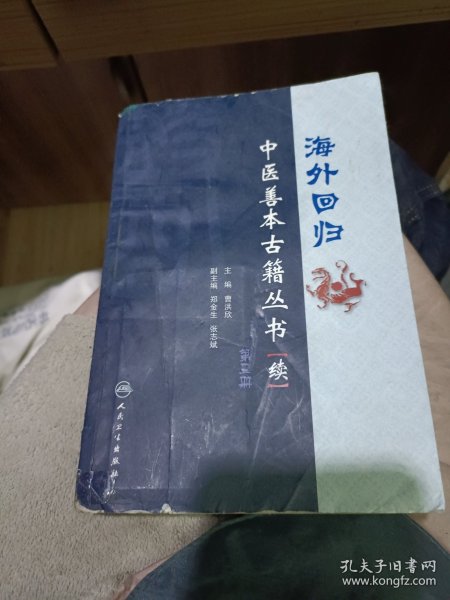 海外回归
中医善本古籍丛书【续】
第三册
主编 曹洪欣
副主编 郑金生 张志斌
人民卫生出版社
孔夫子旧书网
www.kongfz.com